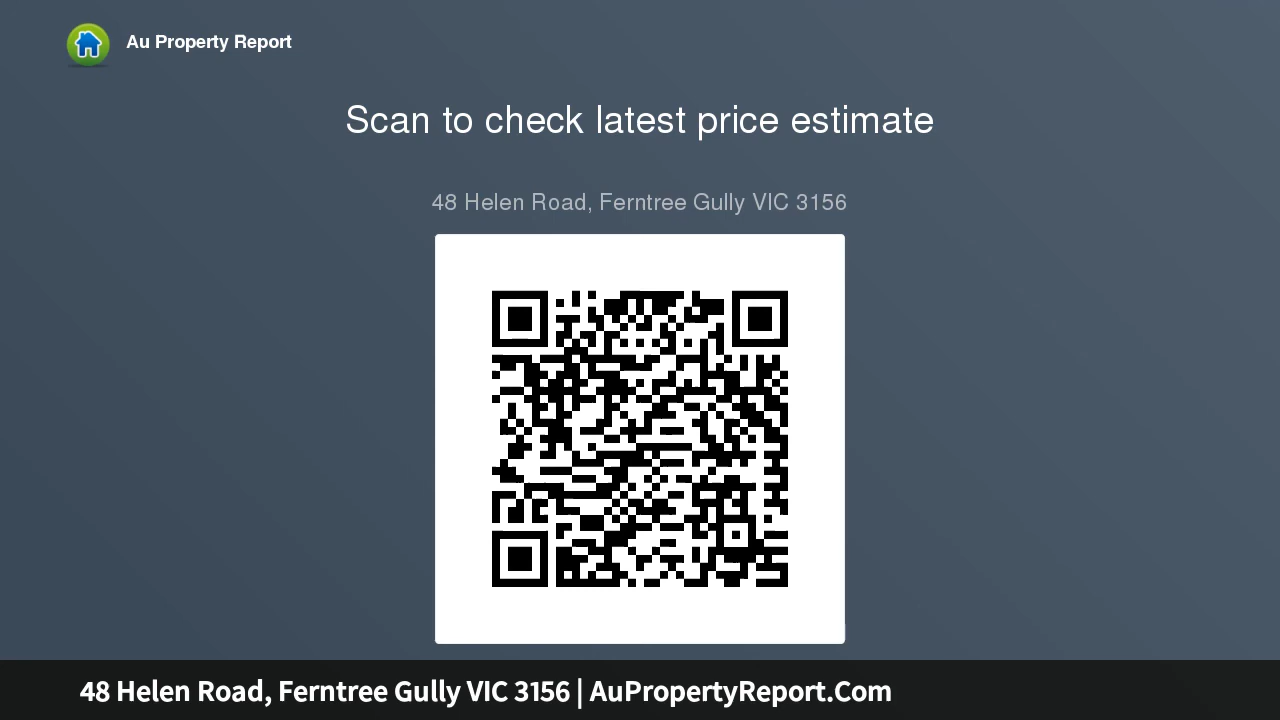 Au Property Report
Scan to check latest price estimate
48 Helen Road, Ferntree Gully VIC 3156
48 Helen Road, Ferntree Gully VIC 3156 | AuPropertyReport.Com